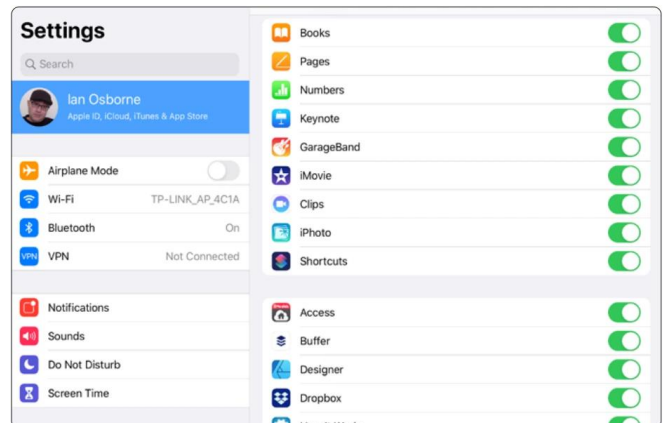 Settings
Search
Ian Osborne
Apple ID, iCloud, iTunes & App Store
Airplane Mode
Wi-Fi TP-LINK_AP_4C1A
Bluetooth On
VPN VPN Not Connected
Notifications
Sounds
Do Not Disturb
Screen Time
Books
Pages
Numbers
Keynote
GarageBand
iMovie
Clips
iPhoto
Shortcuts
Access
Buffer
Designer
Dropbox